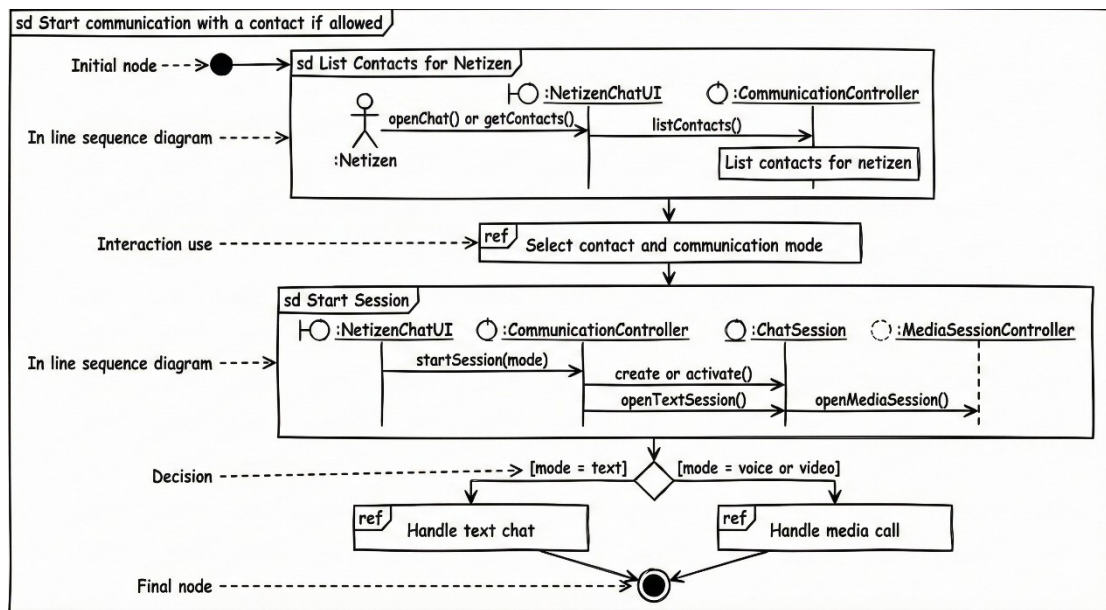 sd Start communication with a contact if allowed
Initial node
sd List Contacts for Netizen
:NetizenChatUI
:CommunicationController
openChat() or getContacts()
listContacts()
In line sequence diagram
:Netizen
List contacts for netizen
Interaction use
ref
Select contact and communication mode
sd Start Session
:NetizenChatUI
:CommunicationController
:ChatSession
:MediaSessionController
In line sequence diagram
startSession(mode)
create or activate()
openTextSession()
openMediaSession()
Decision
[mode = text]
[mode = voice or video]
ref
Handle text chat
ref
Handle media call
Final node